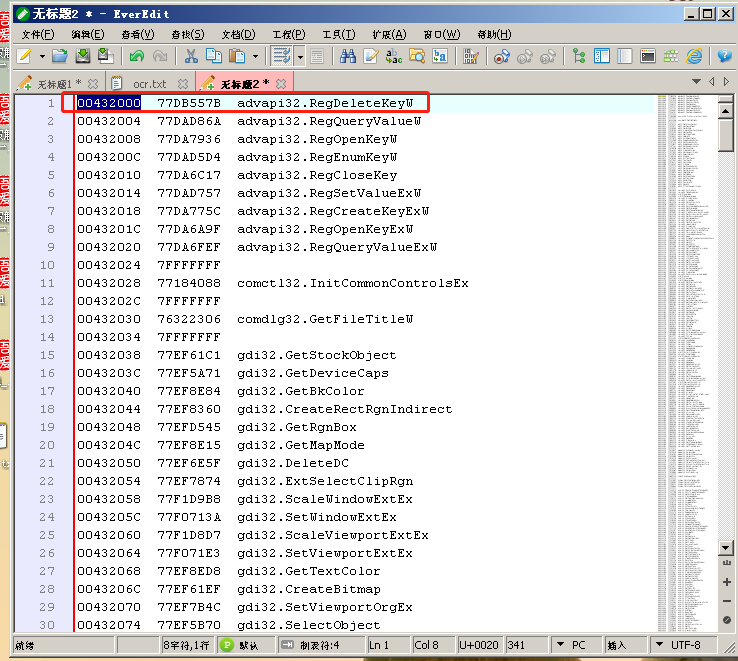 无标题2 * - EverEdit
文件(F) 编辑(E) 查看(V) 查找(S) 文档(D) 工程(P) 工具(T) 扩展(A) 窗口(W) 帮助(H)
无标题1 * ocr.txt 无标题2 *
1 00432000 77DB557B advapi32.RegDeleteKeyW
2 00432004 77DAD86A advapi32.RegQueryValueW
3 00432008 77DA7936 advapi32.RegOpenKeyW
4 0043200C 77DAD5D4 advapi32.RegEnumKeyW
5 00432010 77DA6C17 advapi32.RegCloseKey
6 00432014 77DAD757 advapi32.RegSetValueExW
7 00432018 77DA775C advapi32.RegCreateKeyExW
8 0043201C 77DA6A9F advapi32.RegOpenKeyExW
9 00432020 77DA6FEF advapi32.RegQueryValueExW
10 00432024 7FFFFFFF
11 00432028 77184088 comctl32.InitCommonControlsEx
12 0043202C 7FFFFFFF
13 00432030 76322306 comdlg32.GetFileTitleW
14 00432034 7FFFFFFF
15 00432038 77EF61C1 gdi32.GetStockObject
16 0043203C 77EF5A71 gdi32.GetDeviceCaps
17 00432040 77EF8E84 gdi32.GetBkColor
18 00432044 77EF8360 gdi32.CreateRectRgnIndirect
19 00432048 77EFD545 gdi32.GetRgnBox
20 0043204C 77EF8E15 gdi32.GetMapMode
21 00432050 77EF6E5F gdi32.DeleteDC
22 00432054 77EF7874 gdi32.ExtSelectClipRgn
23 00432058 77F1D9B8 gdi32.ScaleWindowExtEx
24 0043205C 77F0713A gdi32.SetWindowExtEx
25 00432060 77F1D8D7 gdi32.ScaleViewportExtEx
26 00432064 77F071E3 gdi32.SetViewportExtEx
27 00432068 77EF8ED8 gdi32.GetTextColor
28 0043206C 77EF61EF gdi32.CreateBitmap
29 00432070 77EF7B4C gdi32.SetViewportOrgEx
30 00432074 77EF5B70 gdi32.SelectObject
就绪 8字符,1行 默认 制表符:4 Ln 1 Col 8 U+0020 341 PC 插入 UTF-8